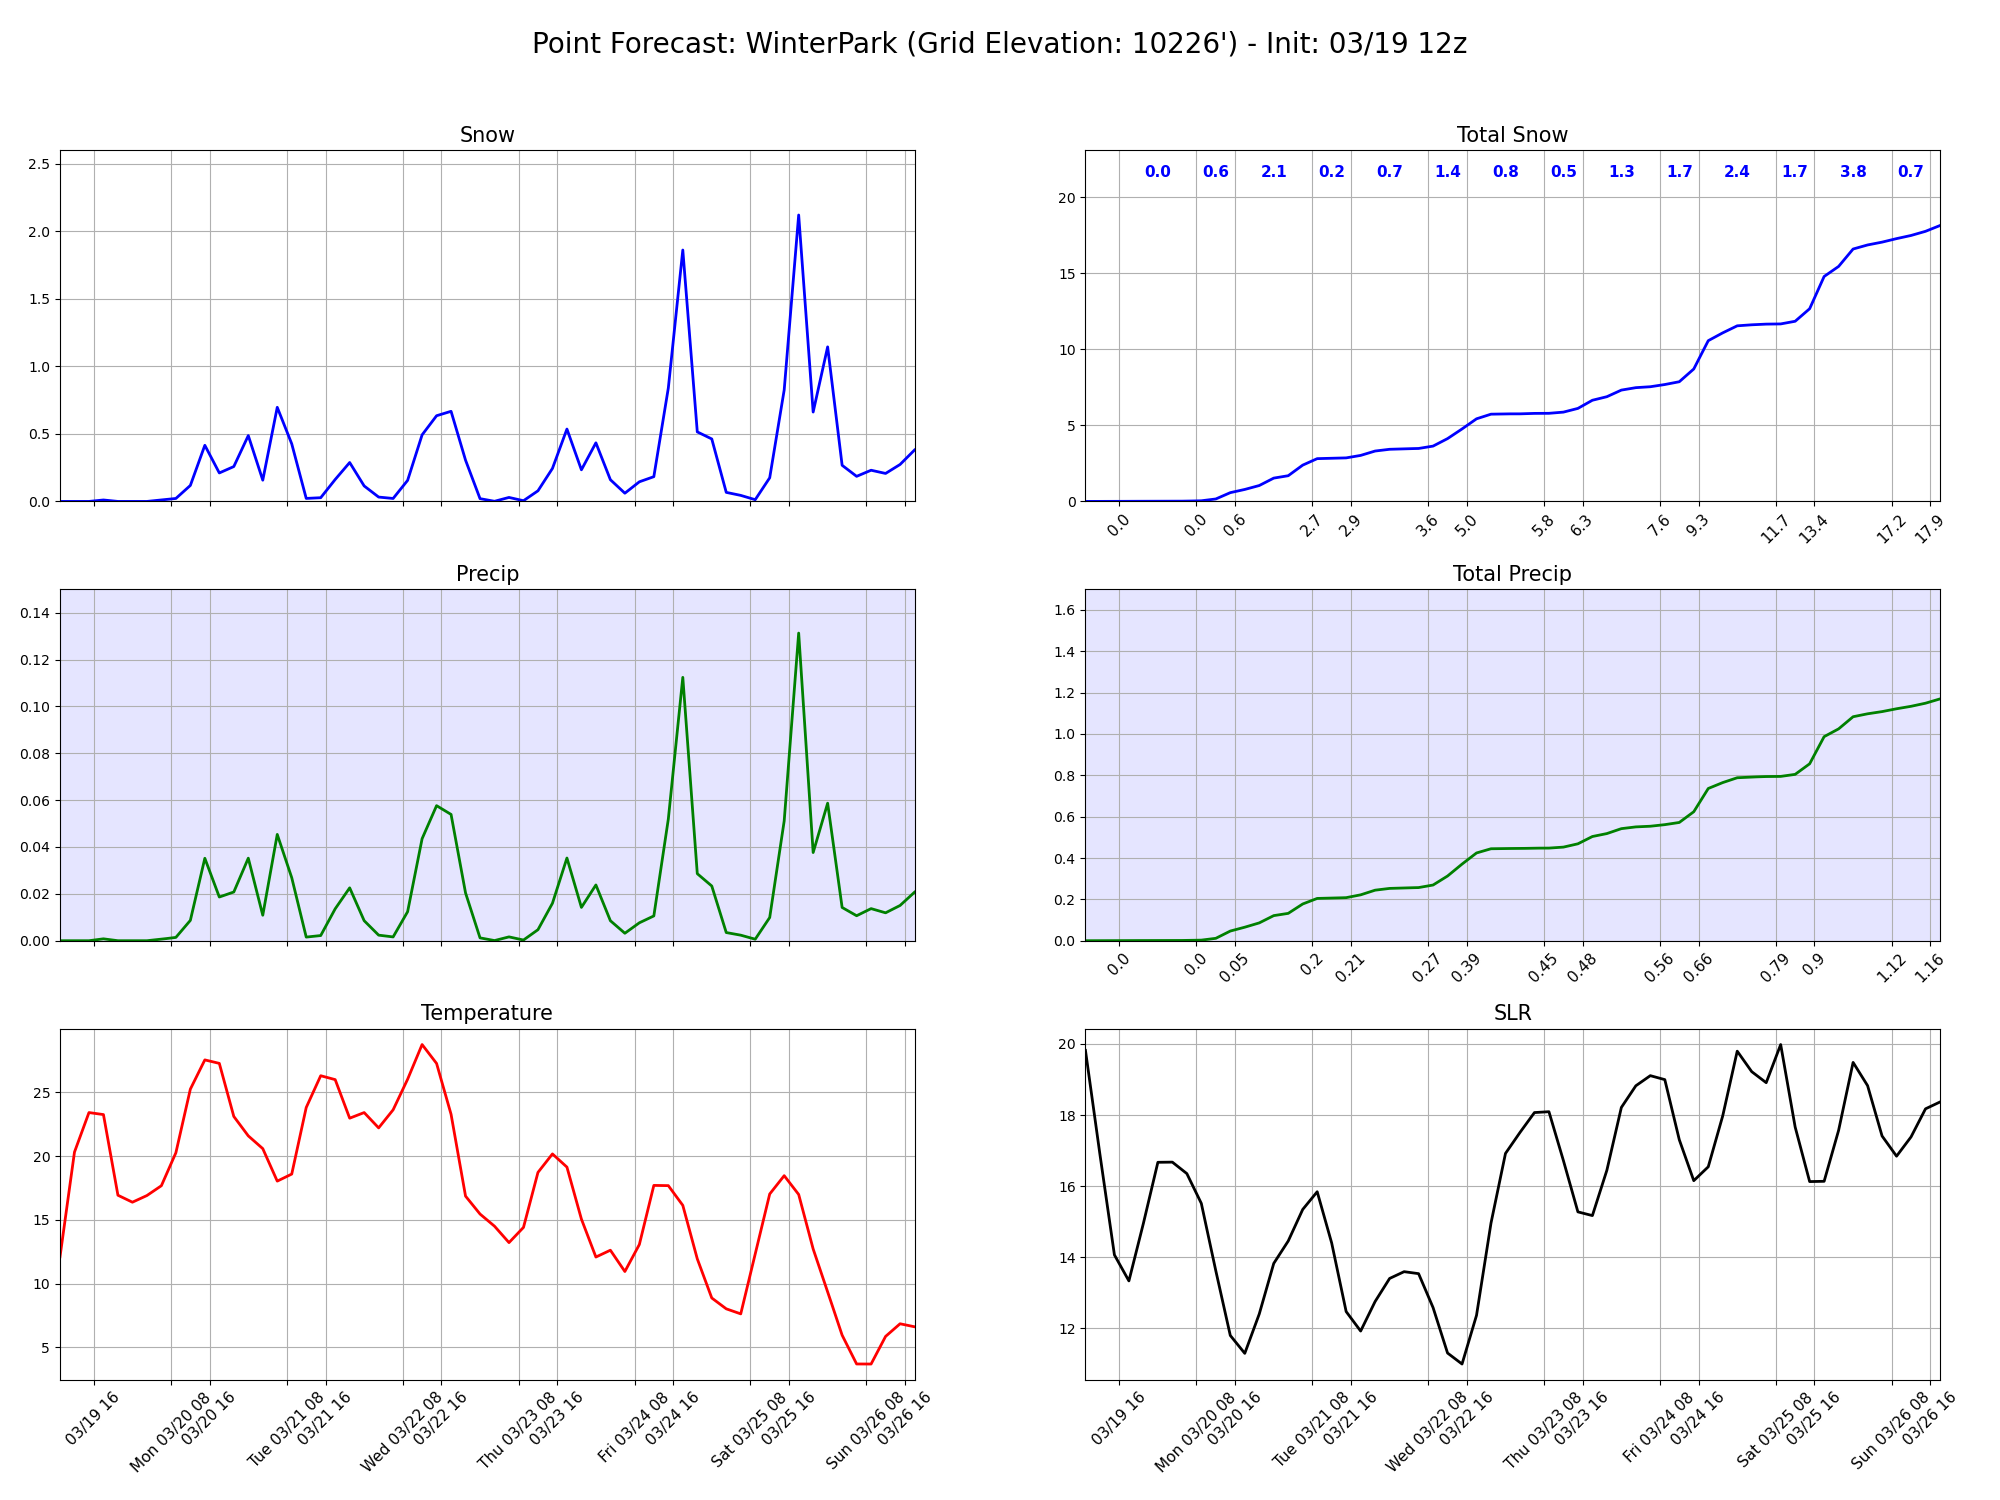 Point Forecast: WinterPark (Grid Elevation: 10226') - Init: 03/19 12z
Snow
2.5
2.0
1.5
1.0
0.5
0.0
Total Snow
0.0 0.6 2.1 0.2 0.7 1.4 0.8 0.5 1.3 1.7 2.4 1.7 3.8 0.7
20
15
10
5
0
0.0 0.0 0.6 2.7 2.9 3.6 5.0 5.8 6.3 7.6 9.3 11.7 13.4 17.2 17.9
Precip
0.14
0.12
0.10
0.08
0.06
0.04
0.02
0.00
Total Precip
1.6
1.4
1.2
1.0
0.8
0.6
0.4
0.2
0.0
0.0 0.0 0.05 0.2 0.21 0.27 0.39 0.45 0.48 0.56 0.66 0.79 0.9 1.12 1.16
Temperature
25
20
15
10
5
03/19 16
Mon 03/20 08
03/20 16
Tue 03/21 08
03/21 16
Wed 03/22 08
03/22 16
Thu 03/23 08
03/23 16
Fri 03/24 08
03/24 16
Sat 03/25 08
03/25 16
Sun 03/26 08
03/26 16
SLR
20
18
16
14
12
03/19 16
Mon 03/20 08
03/20 16
Tue 03/21 08
03/21 16
Wed 03/22 08
03/22 16
Thu 03/23 08
03/23 16
Fri 03/24 08
03/24 16
Sat 03/25 08
03/25 16
Sun 03/26 08
03/26 16